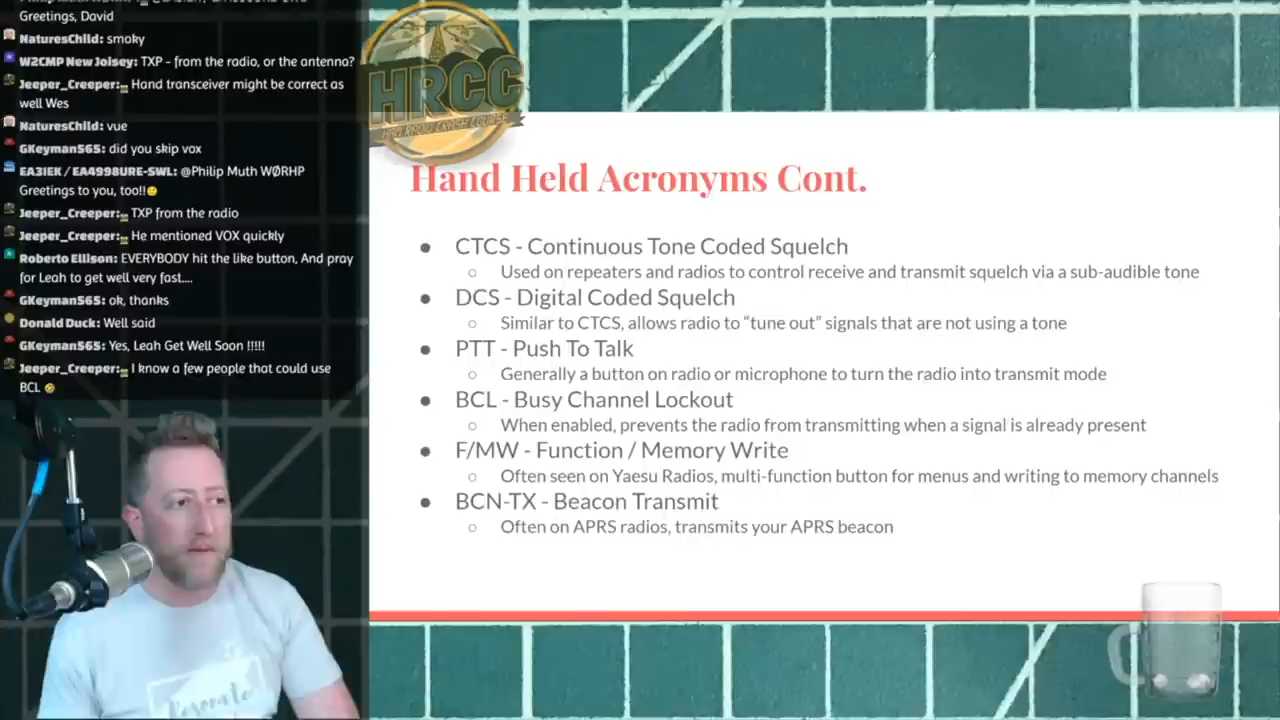 Greetings, David
NaturesChild: smoky
W2CMP New Joisey: TXP - from the radio, or the antenna?
Jeeper_Creeper: Hand transceiver might be correct as
well Wes
NaturesChild: vue
GKeyman565: did you skip vox
EA3IEK / EA4998URE-SWL: @Philip Muth WØRHP
Greetings to you, too!!
Jeeper_Creeper: TXP from the radio
Jeeper_Creeper: He mentioned VOX quickly
Roberto Ellison: EVERYBODY hit the like button, And pray
for Leah to get well very fast....
GKeyman565: ok, thanks
Donald Duck: Well said
GKeyman565: Yes, Leah Get Well Soon !!!!!
Jeeper_Creeper: I know a few people that could use
BCL
HRCC
HAM RADIO CRASH COURSE
Hand Held Acronyms Cont.
● CTCS - Continuous Tone Coded Squelch
○ Used on repeaters and radios to control receive and transmit squelch via a sub-audible tone
● DCS - Digital Coded Squelch
○ Similar to CTCS, allows radio to “tune out” signals that are not using a tone
● PTT - Push To Talk
○ Generally a button on radio or microphone to turn the radio into transmit mode
● BCL - Busy Channel Lockout
○ When enabled, prevents the radio from transmitting when a signal is already present
● F/MW - Function / Memory Write
○ Often seen on Yaesu Radios, multi-function button for menus and writing to memory channels
● BCN-TX - Beacon Transmit
○ Often on APRS radios, transmits your APRS beacon
Resonate